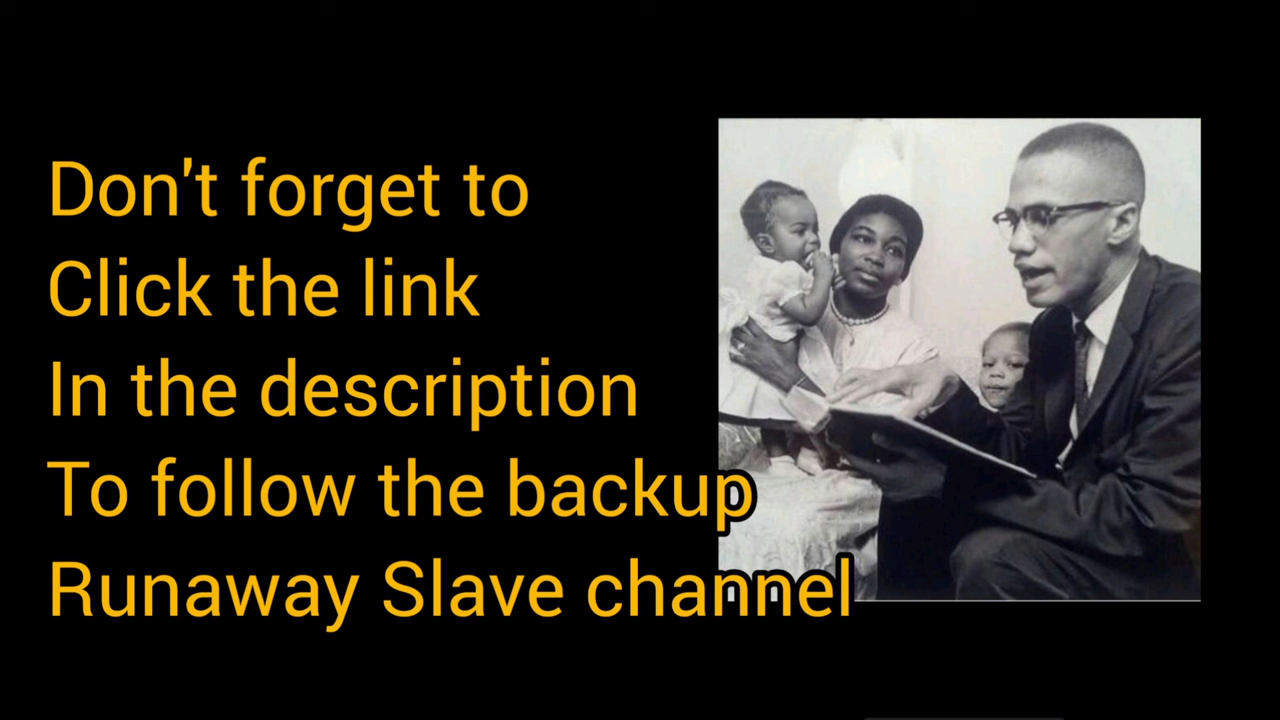 Don't forget to
Click the link
In the description
To follow the backup
Runaway Slave channel